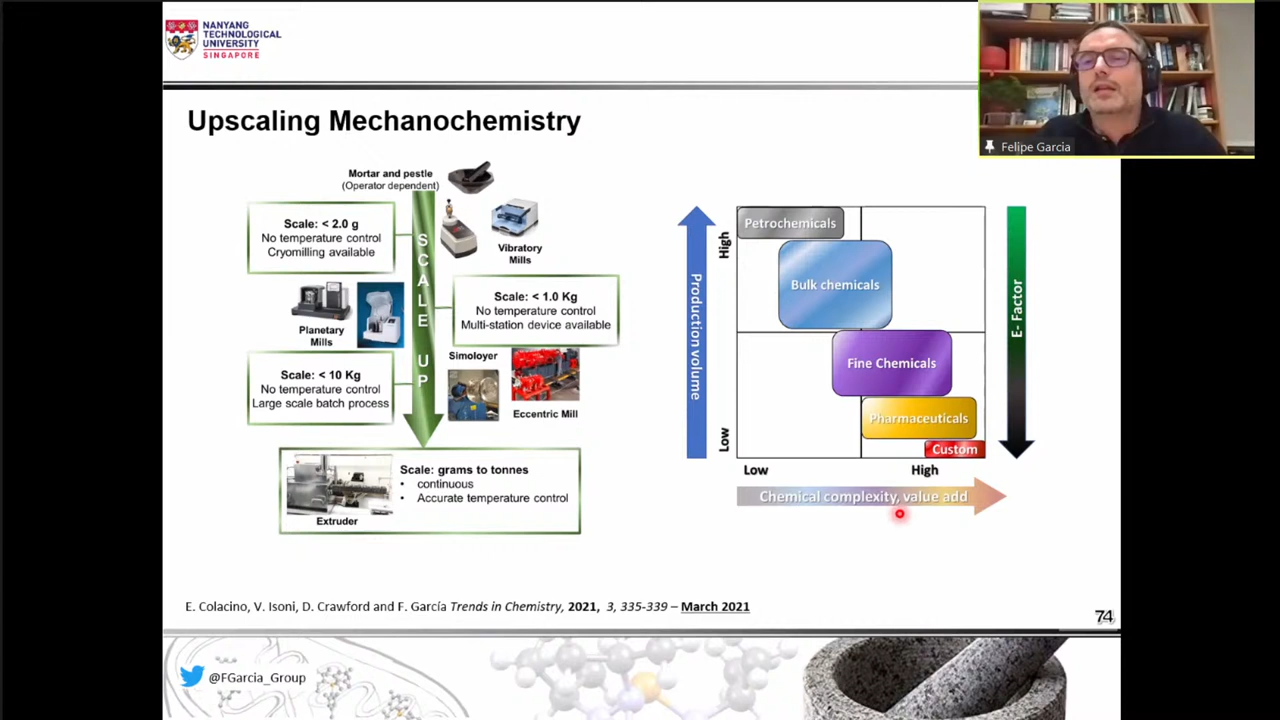 NANYANG
TECHNOLOGICAL
UNIVERSITY
SINGAPORE
Felipe Garcia
Upscaling Mechanochemistry
Mortar and pestle
(Operator dependent)
Scale: < 2.0 g
No temperature control
Cryomilling available
Vibratory
Mills
SCALE UP
Scale: < 1.0 Kg
No temperature control
Multi-station device available
Planetary
Mills
Scale: < 10 Kg
No temperature control
Large scale batch process
Simoloyer
Eccentric Mill
Scale: grams to tonnes
• continuous
• Accurate temperature control
Extruder
Production volume
High
Low
Petrochemicals
Bulk chemicals
Fine Chemicals
Pharmaceuticals
Custom
Low
High
Chemical complexity, value add
E- Factor
E. Colacino, V. Isoni, D. Crawford and F. García Trends in Chemistry, 2021, 3, 335-339 – March 2021
74
@FGarcia_Group